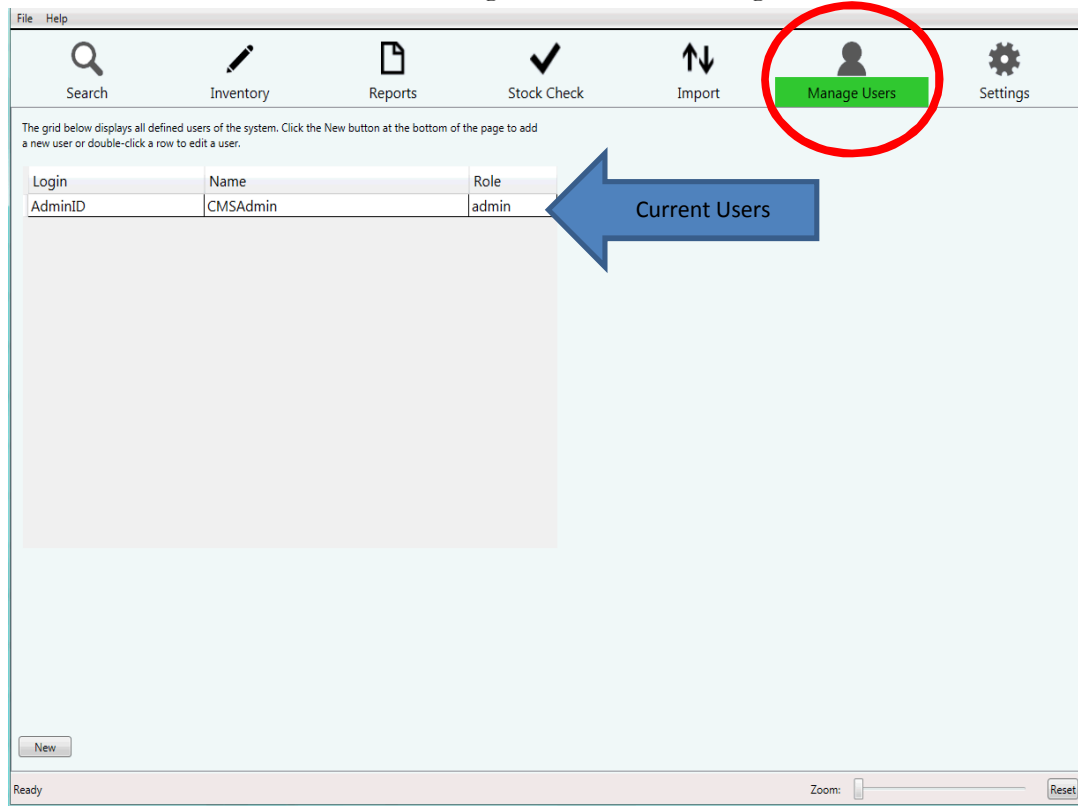 File Help
Search Inventory Reports Stock Check Import Manage Users Settings
The grid below displays all defined users of the system. Click the New button at the bottom of the page to add
a new user or double-click a row to edit a user.
Login Name Role
AdminID CMSAdmin admin
Current Users
New
Ready Zoom: Reset